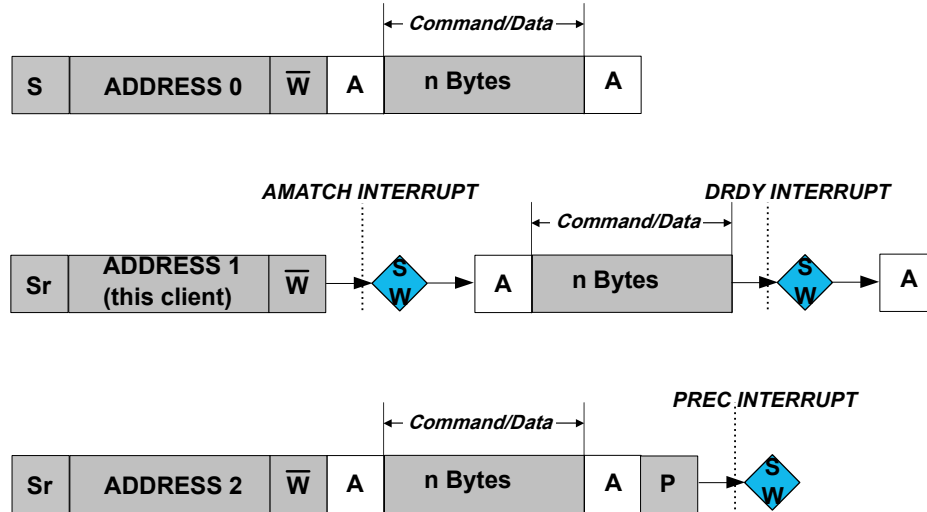 Command/Data
S ADDRESS 0 W̅ A n Bytes A
AMATCH INTERRUPT DRDY INTERRUPT
Command/Data
Sr ADDRESS 1 (this client) W̅ S W A n Bytes S W A
PREC INTERRUPT
Command/Data
Sr ADDRESS 2 W̅ A n Bytes A P S W